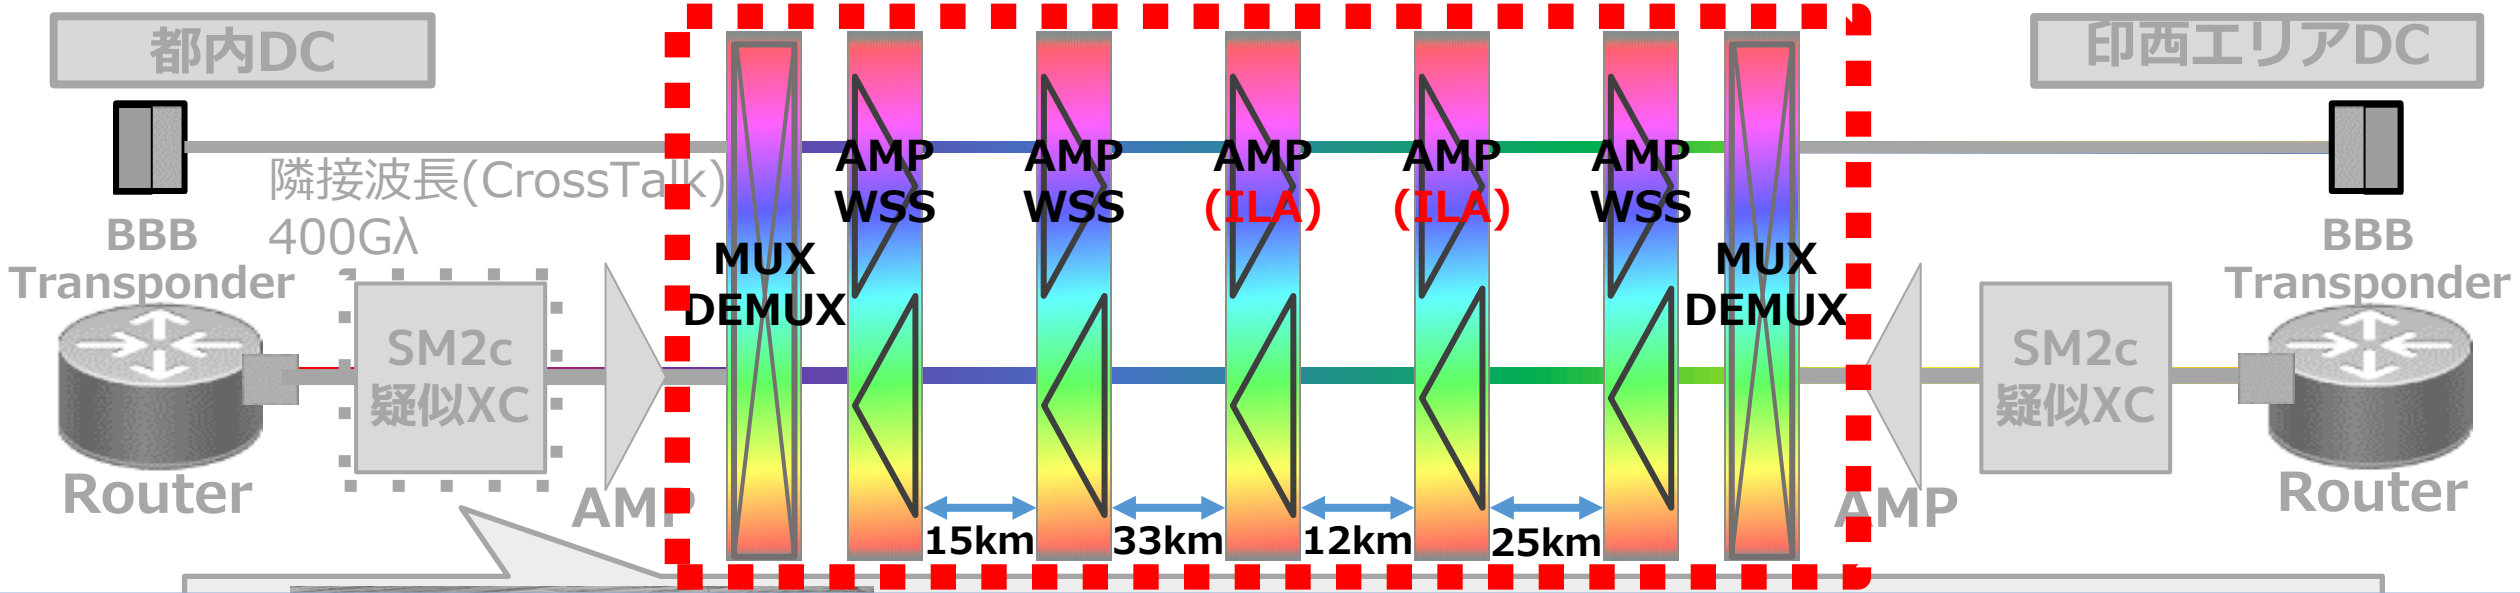 都内DC
印西エリアDC
隣接波長(CrossTalk)
400Gλ
BBB
Transponder
SM2c
疑似XC
Router
AMP
MUX
DEMUX
AMP
WSS
AMP
WSS
AMP
(ILA)
AMP
(ILA)
AMP
WSS
MUX
DEMUX
15km
33km
12km
25km
AMP
SM2c
疑似XC
BBB
Transponder
Router